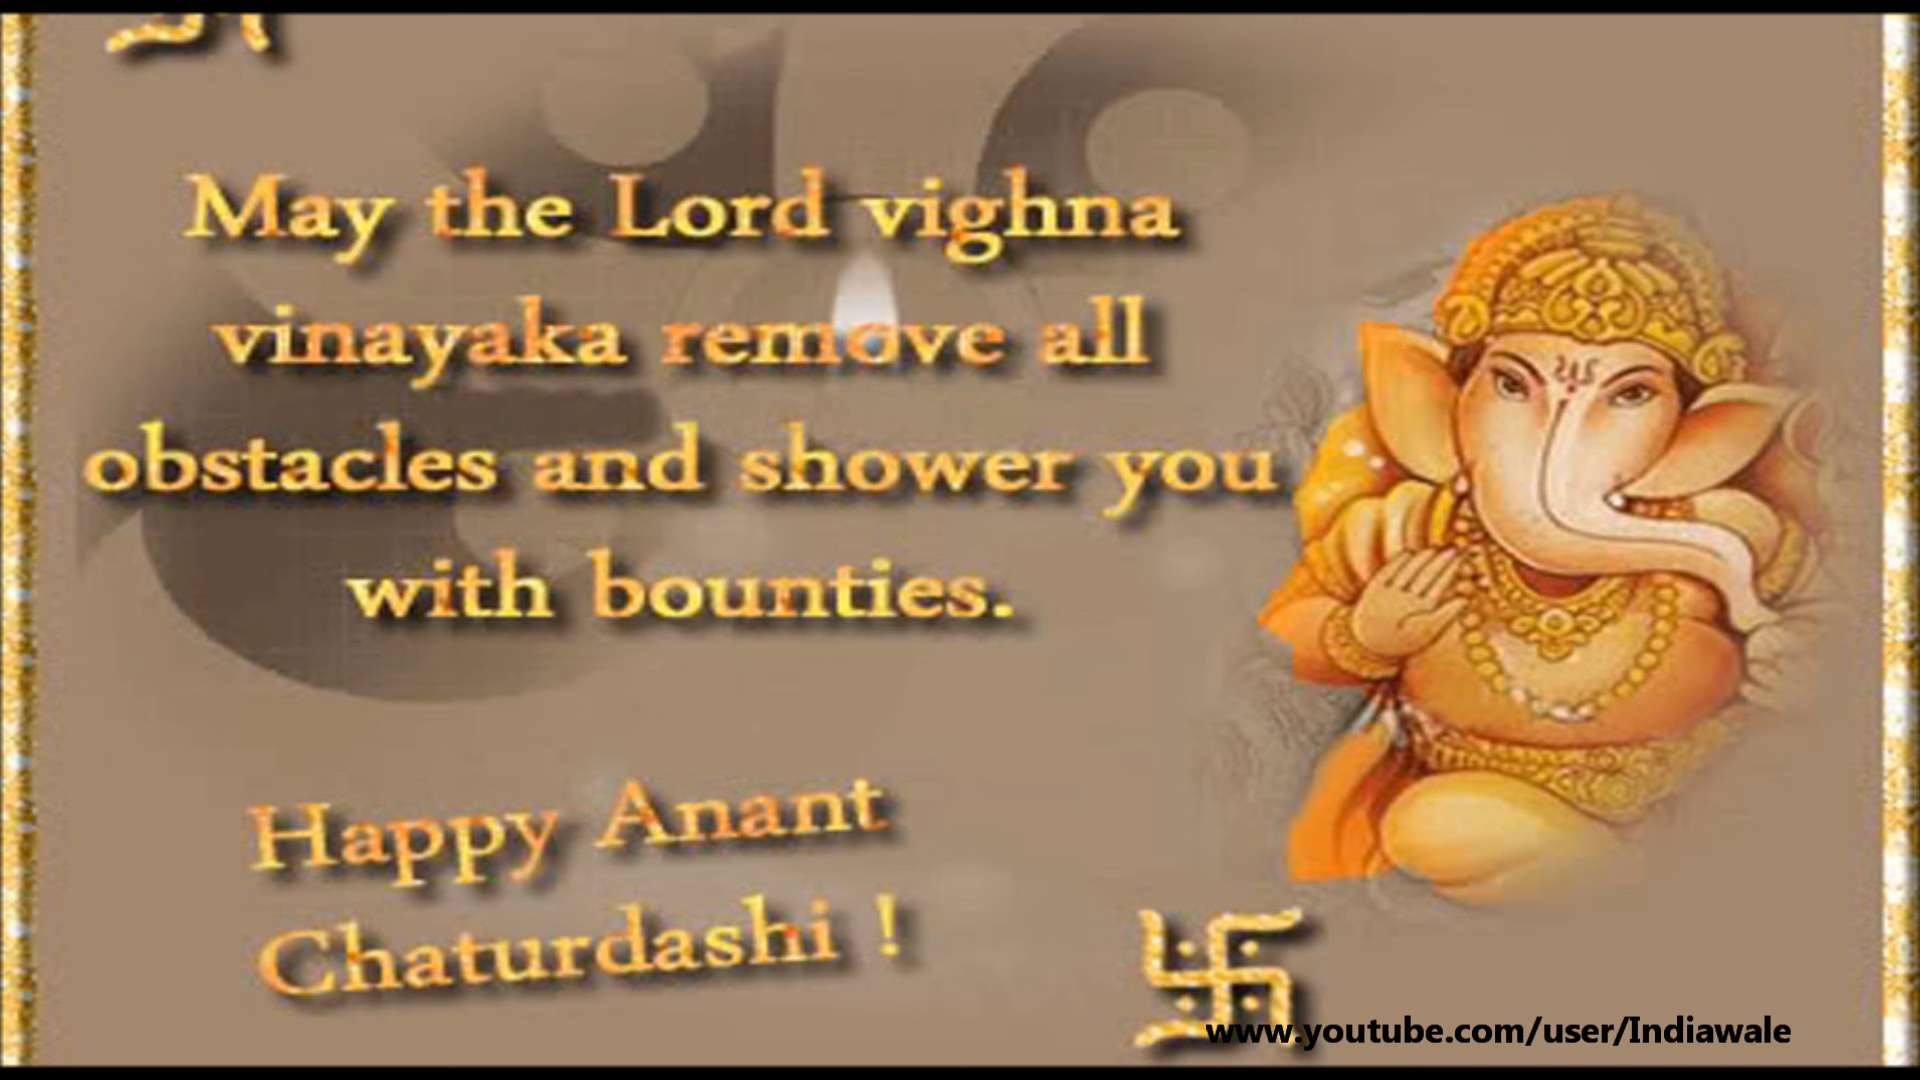 May the Lord vighna
vinayaka remove all
obstacles and shower you
with bounties.
Happy Anant
Chaturdashi !
www.youtube.com/user/Indiawale